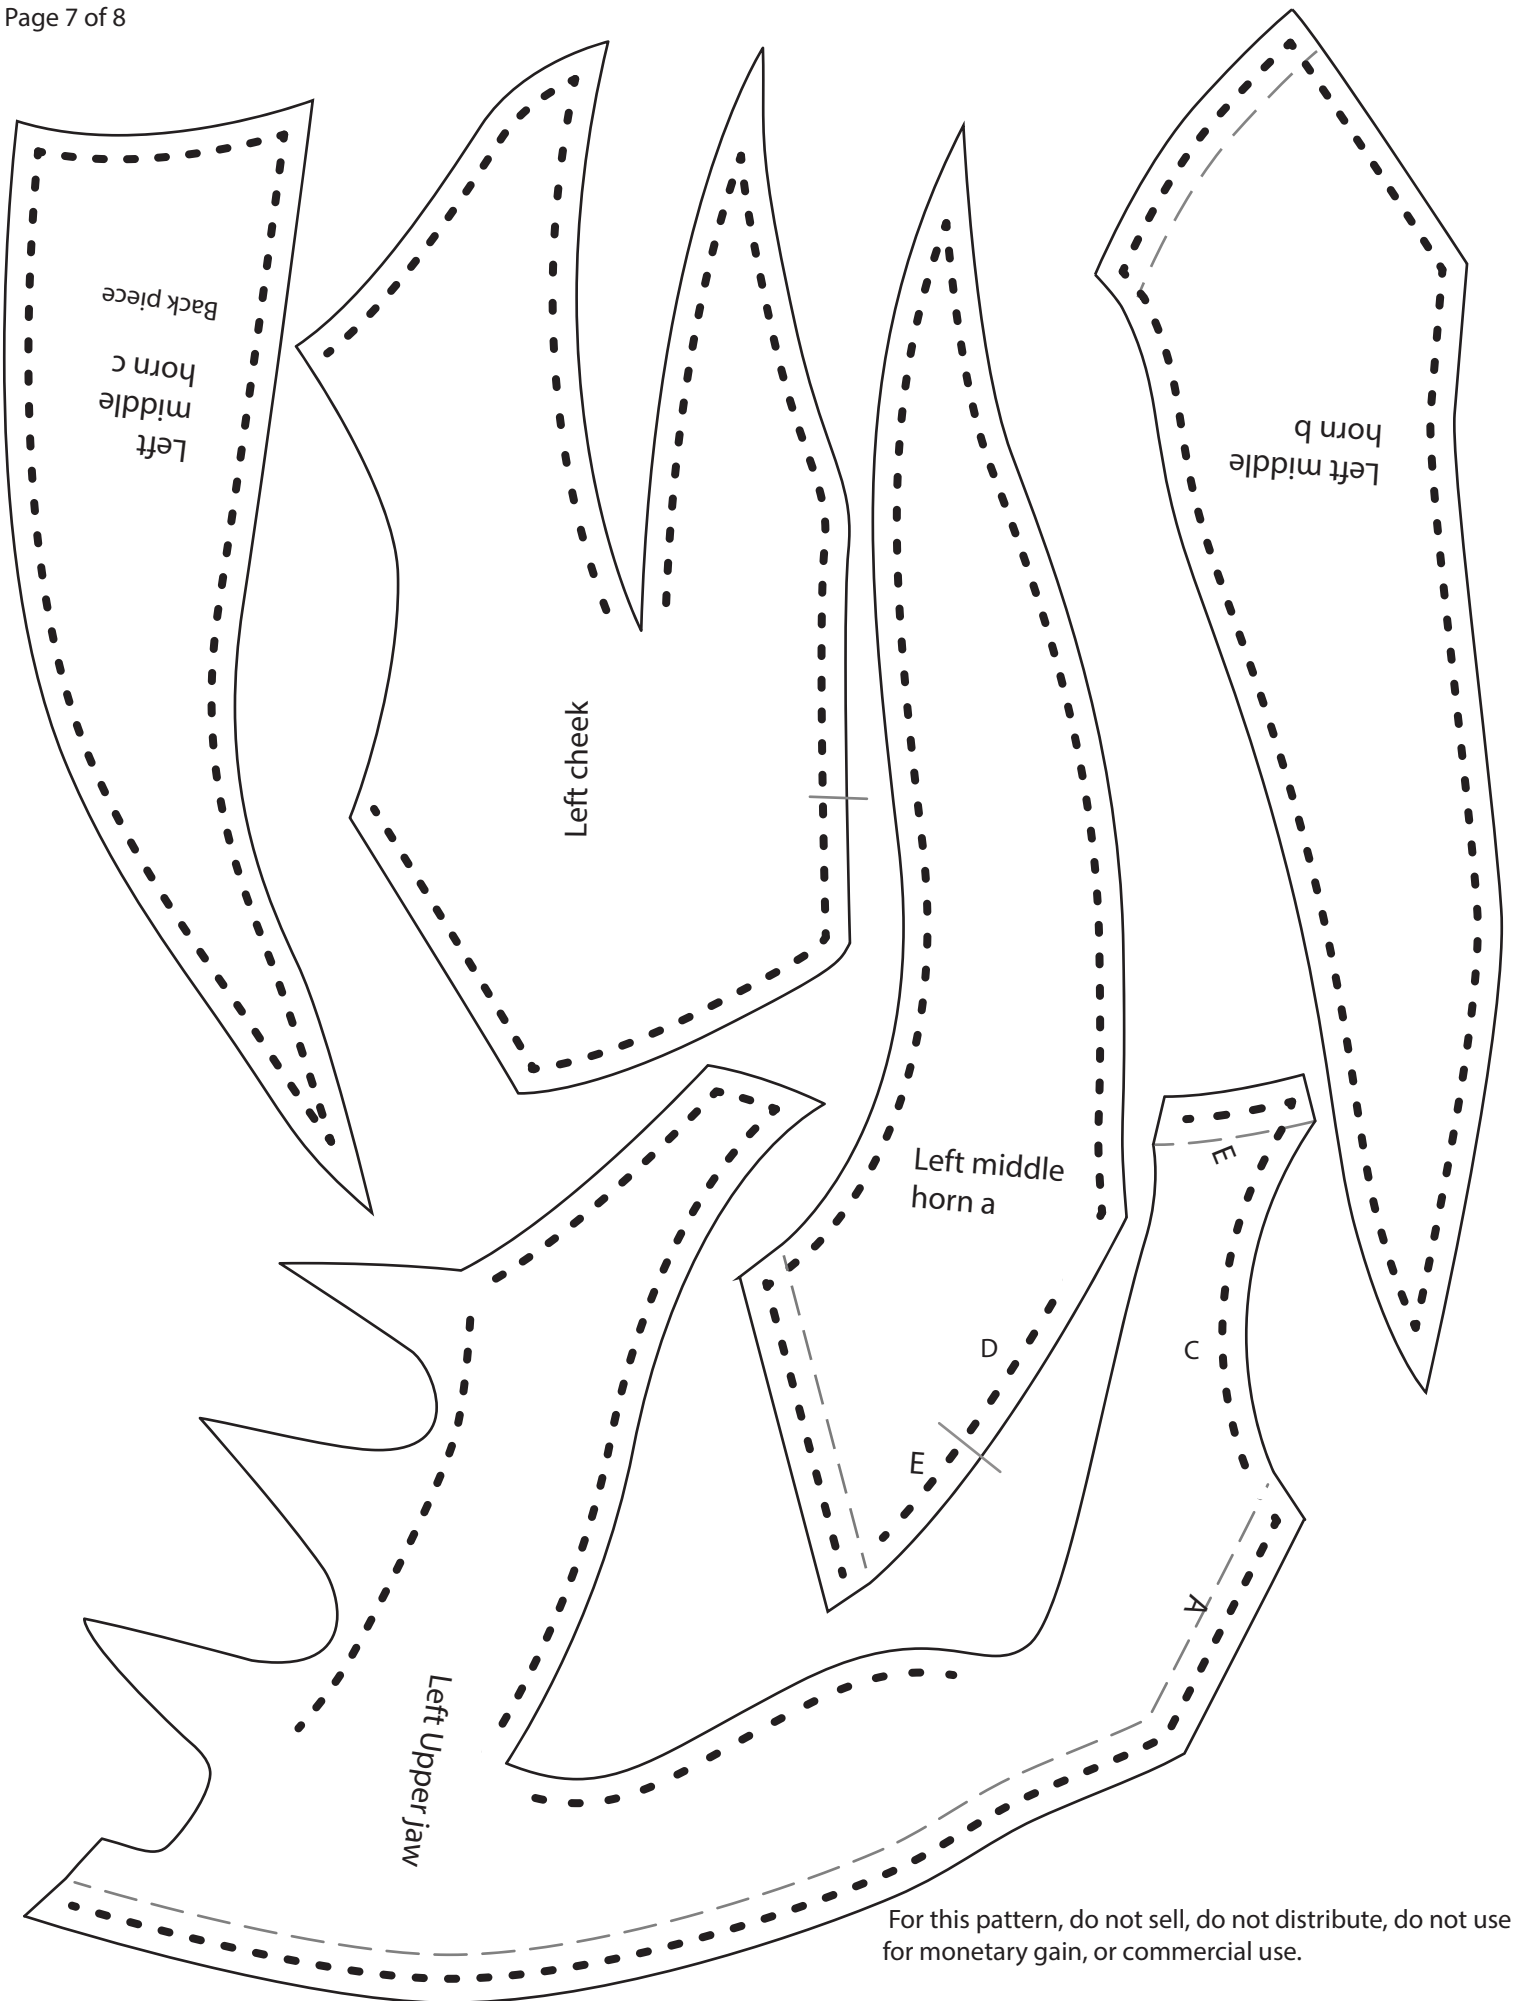 Page 7 of 8
Back piece
Left
middle
horn c
Left cheek
Left middle
horn b
Left middle
horn a
D
E
E
C
A
Left Upper jaw
For this pattern, do not sell, do not distribute, do not use
for monetary gain, or commercial use.